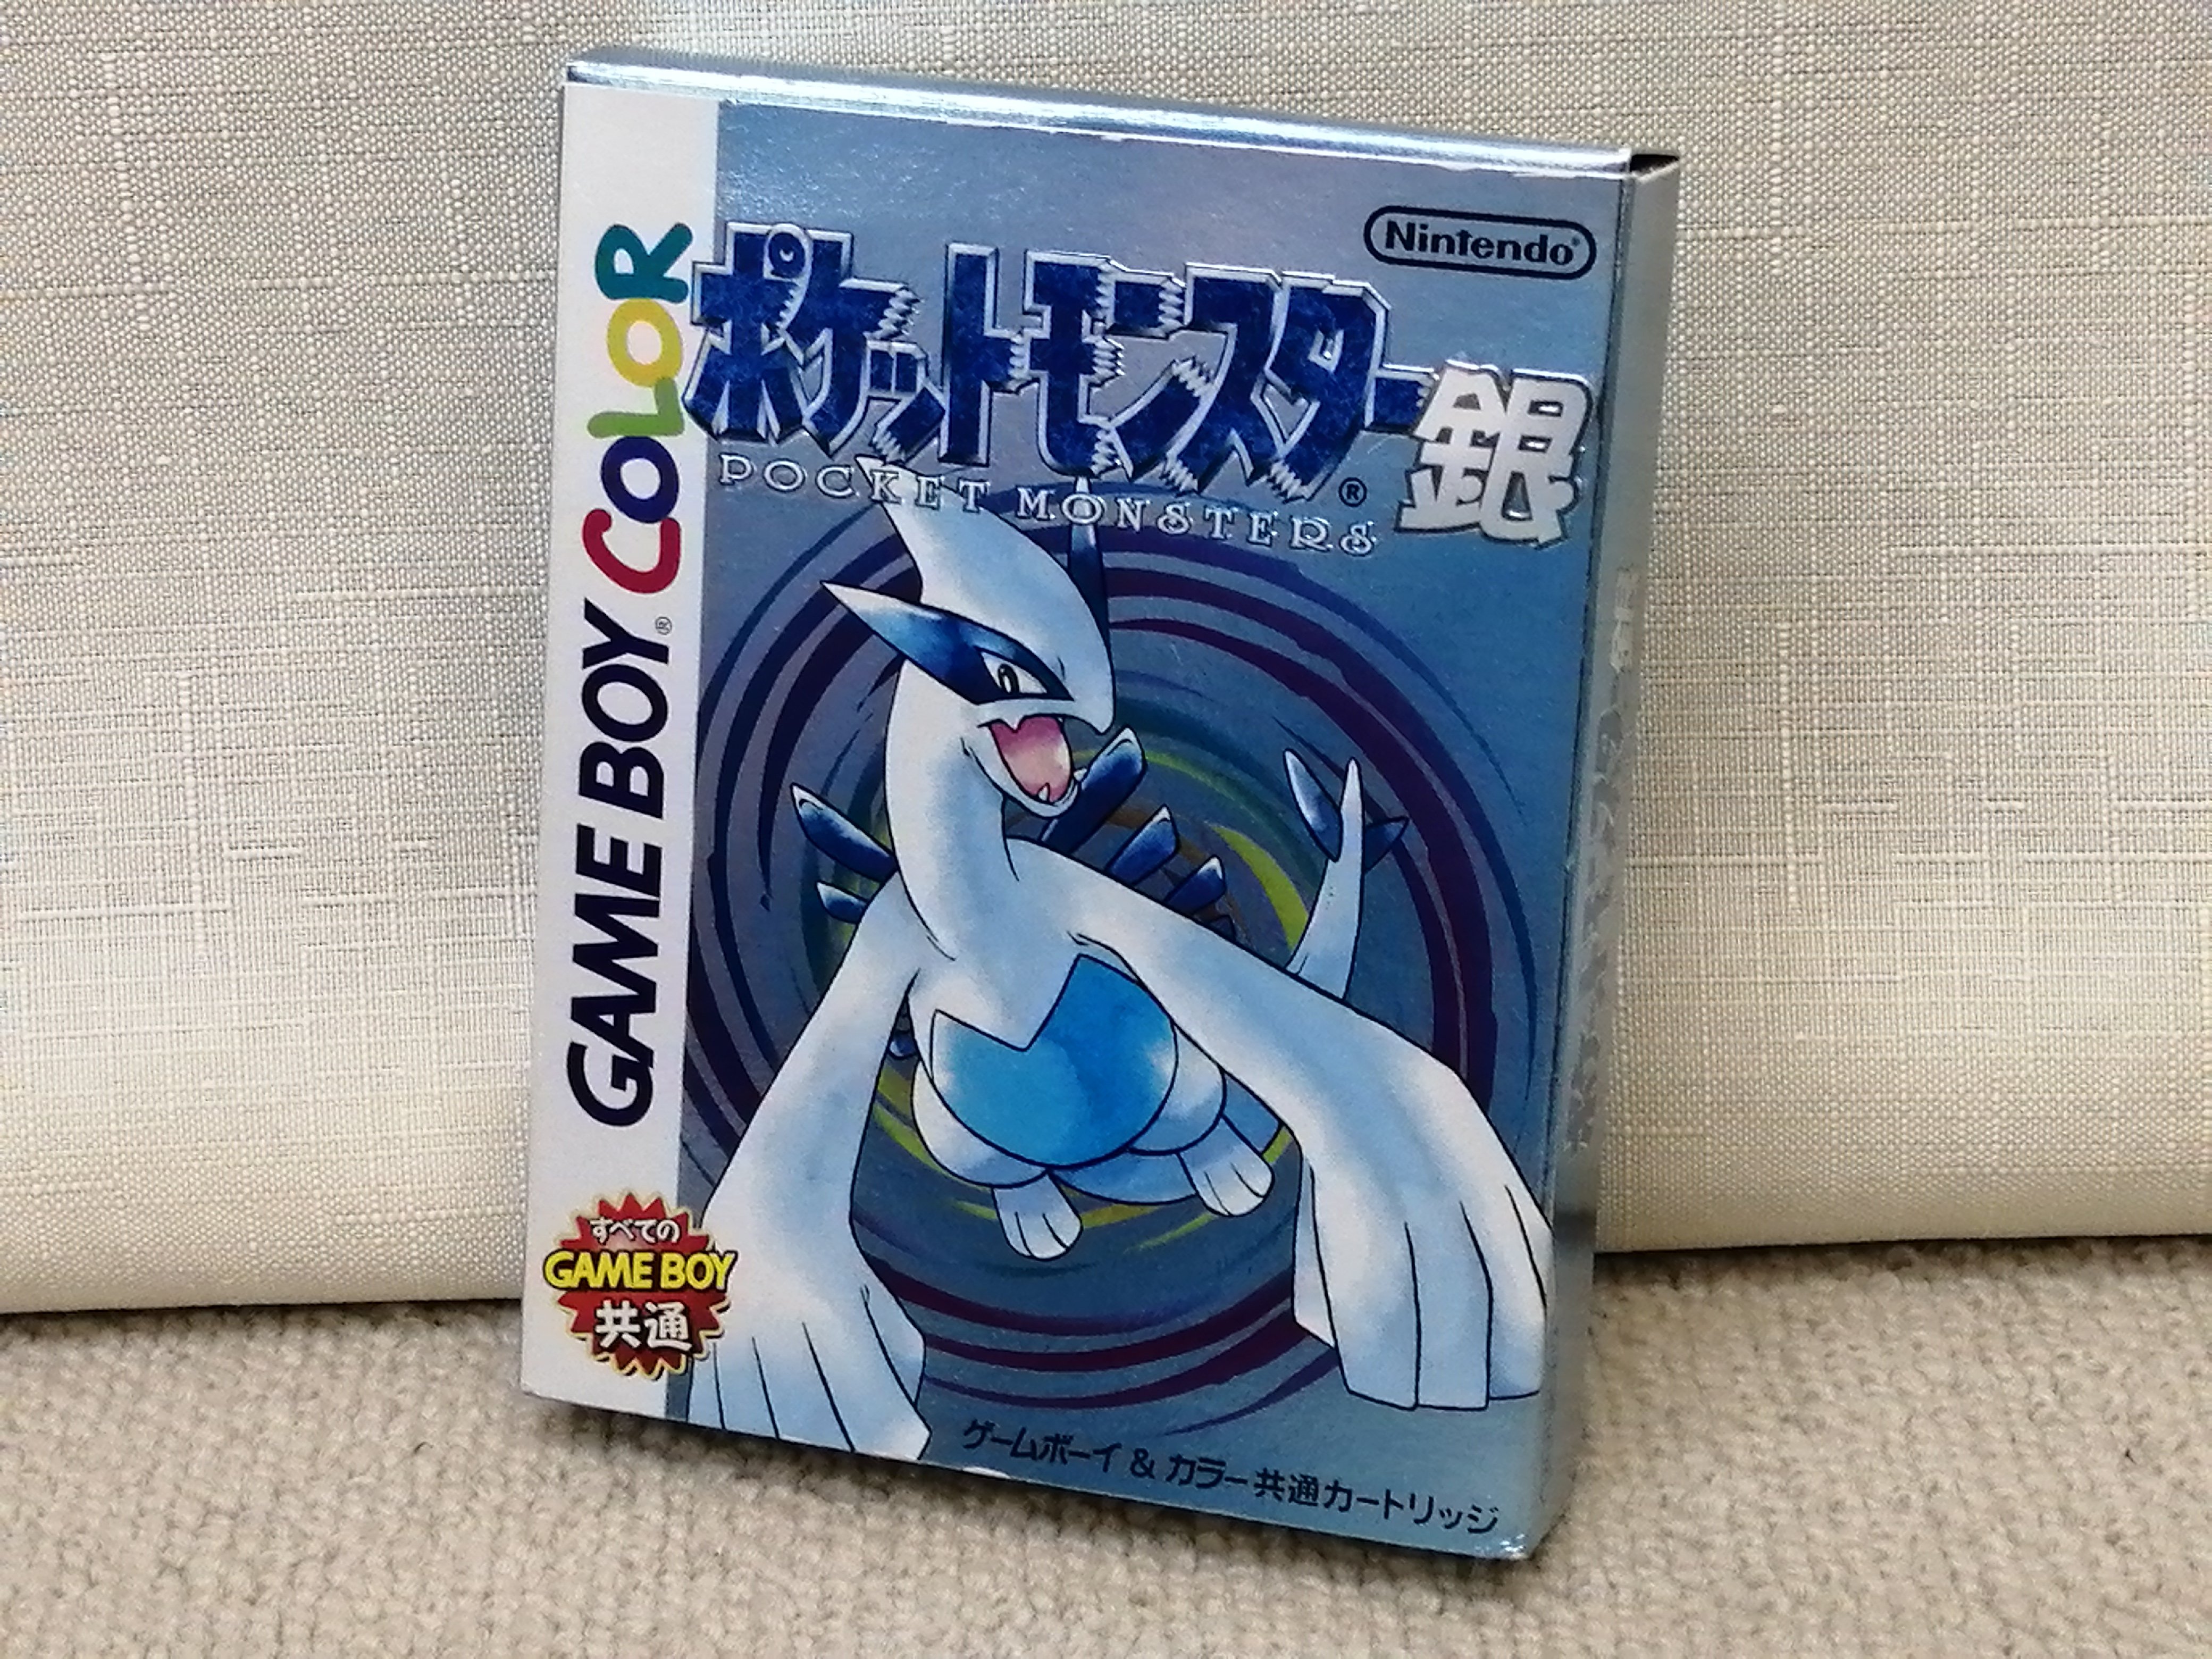 Nintendo®
ポケットモンスター®銀
POCKET MONSTERS
GAME BOY® COLOR
すべての
GAME BOY
共通
ゲームボーイ & カラー共通カートリッジ